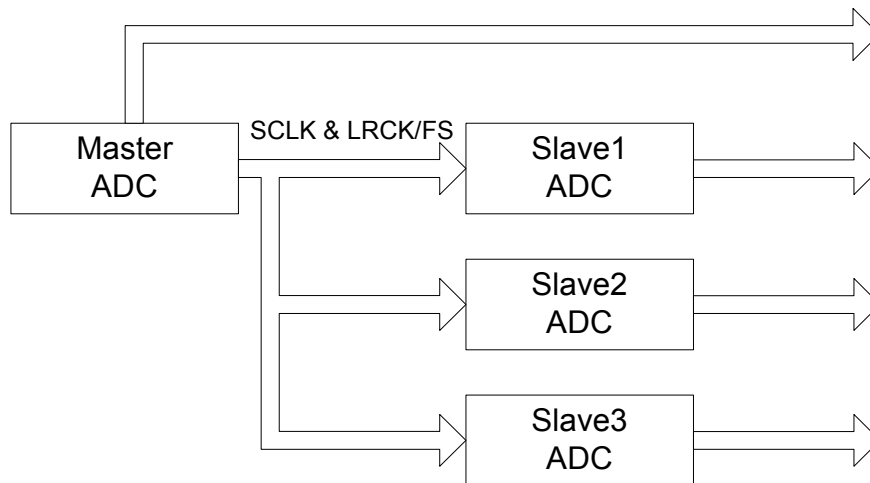 SCLK & LRCK/FS
Master
ADC
Slave1
ADC
Slave2
ADC
Slave3
ADC